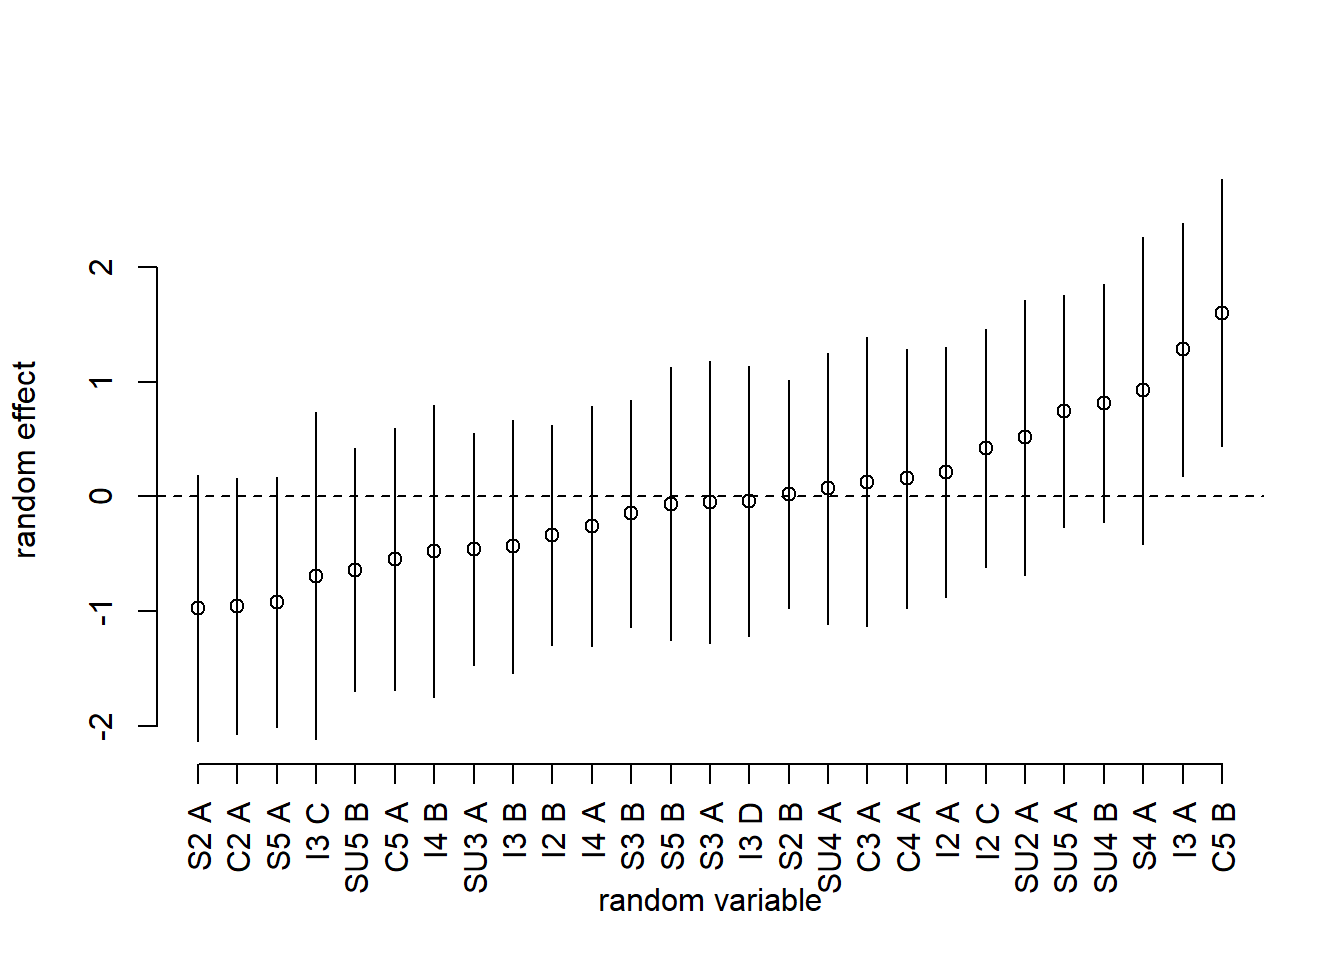 random effect
2
1
0
-1
-2
S2 A
C2 A
S5 A
I3 C
SU5 B
C5 A
I4 B
SU3 A
I3 B
I2 B
I4 A
S3 B
S5 B
S3 A
I3 D
S2 B
SU4 A
C3 A
C4 A
I2 A
I2 C
SU2 A
SU5 A
SU4 B
S4 A
I3 A
C5 B
random variable